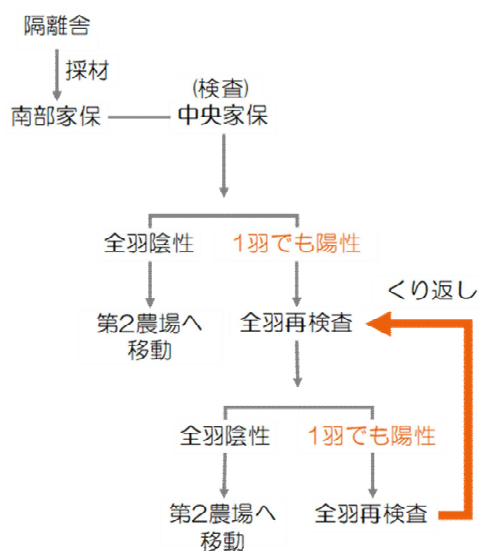 隔離舎
採材
(検査)
南部家保
中央家保
全羽陰性
1羽でも陽性
くり返し
第2農場へ
移動
全羽再検査
全羽陰性
1羽でも陽性
第2農場へ
移動
全羽再検査